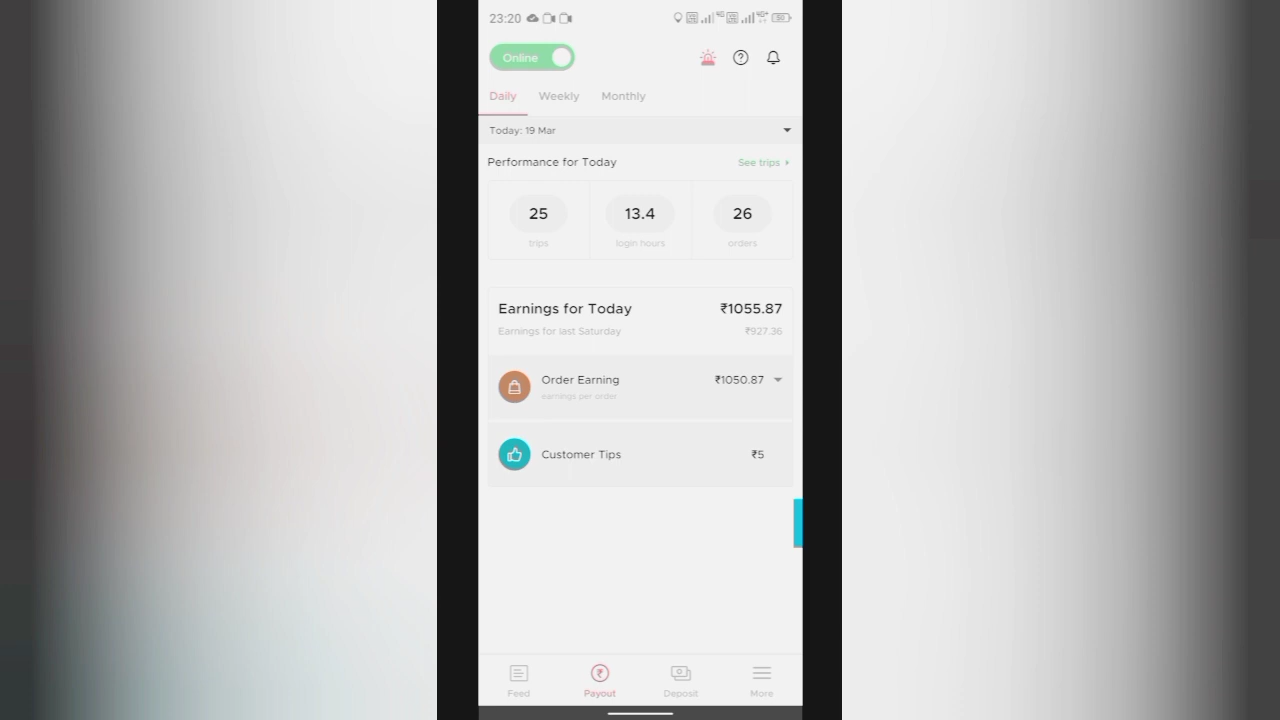 23:20
Online
Daily Weekly Monthly
Today: 19 Mar
Performance for Today See trips
25 13.4 26
trips login hours orders
Earnings for Today ₹1055.87
Earnings for last Saturday ₹927.36
Order Earning ₹1050.87
earnings per order
Customer Tips ₹5
Feed Payout Deposit More